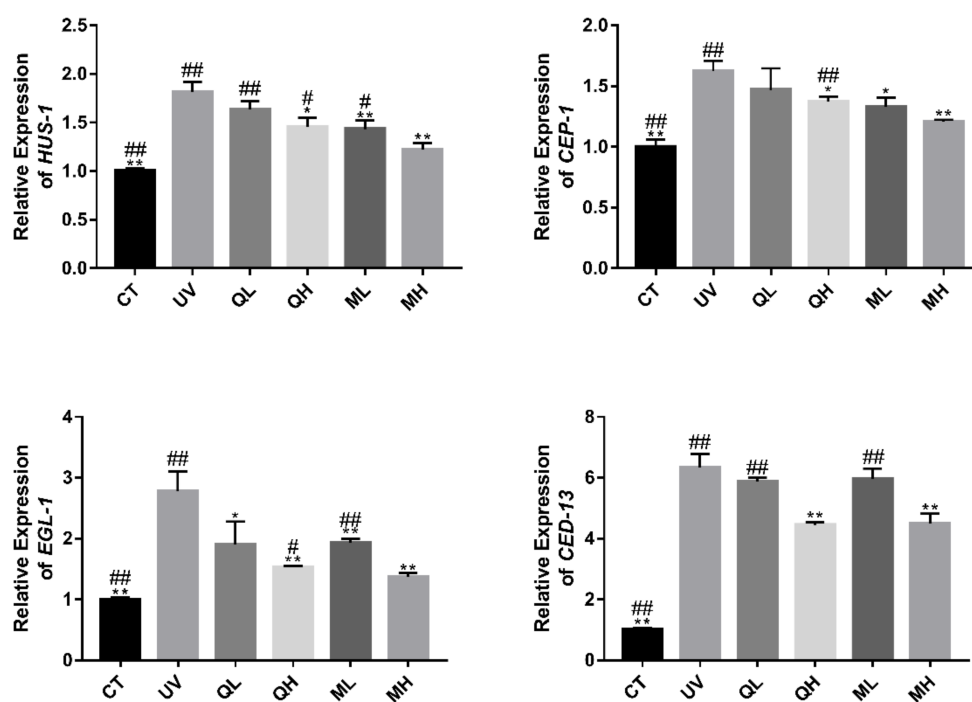 Relative Expression
of HUS-1
2.5
2.0
1.5
1.0
0.5
0.0
##
**
##
##
#
*
#
**
**
CT
UV
QL
QH
ML
MH
Relative Expression
of CEP-1
2.0
1.5
1.0
0.5
0.0
##
**
##
##
*
*
**
CT
UV
QL
QH
ML
MH
Relative Expression
of EGL-1
4
3
2
1
0
##
**
##
*
#
**
##
**
**
CT
UV
QL
QH
ML
MH
Relative Expression
of CED-13
8
6
4
2
0
##
**
##
##
**
##
**
CT
UV
QL
QH
ML
MH